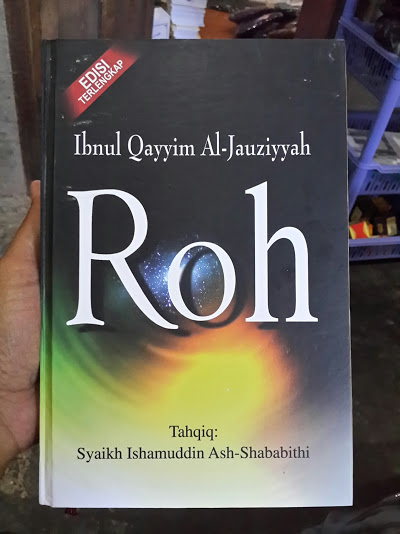 EDISI
TERLENGKAP
Ibnul Qayyim Al-Jauziyyah
Roh
Tahqiq:
Syaikh Ishamuddin Ash-Shababithi